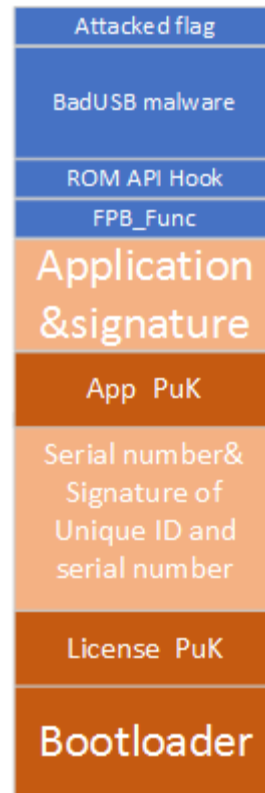 Attacked flag
BadUSB malware
ROM API Hook
FPB_Func
Application
&signature
App PuK
Serial number&
Signature of
Unique ID and
serial number
License PuK
Bootloader